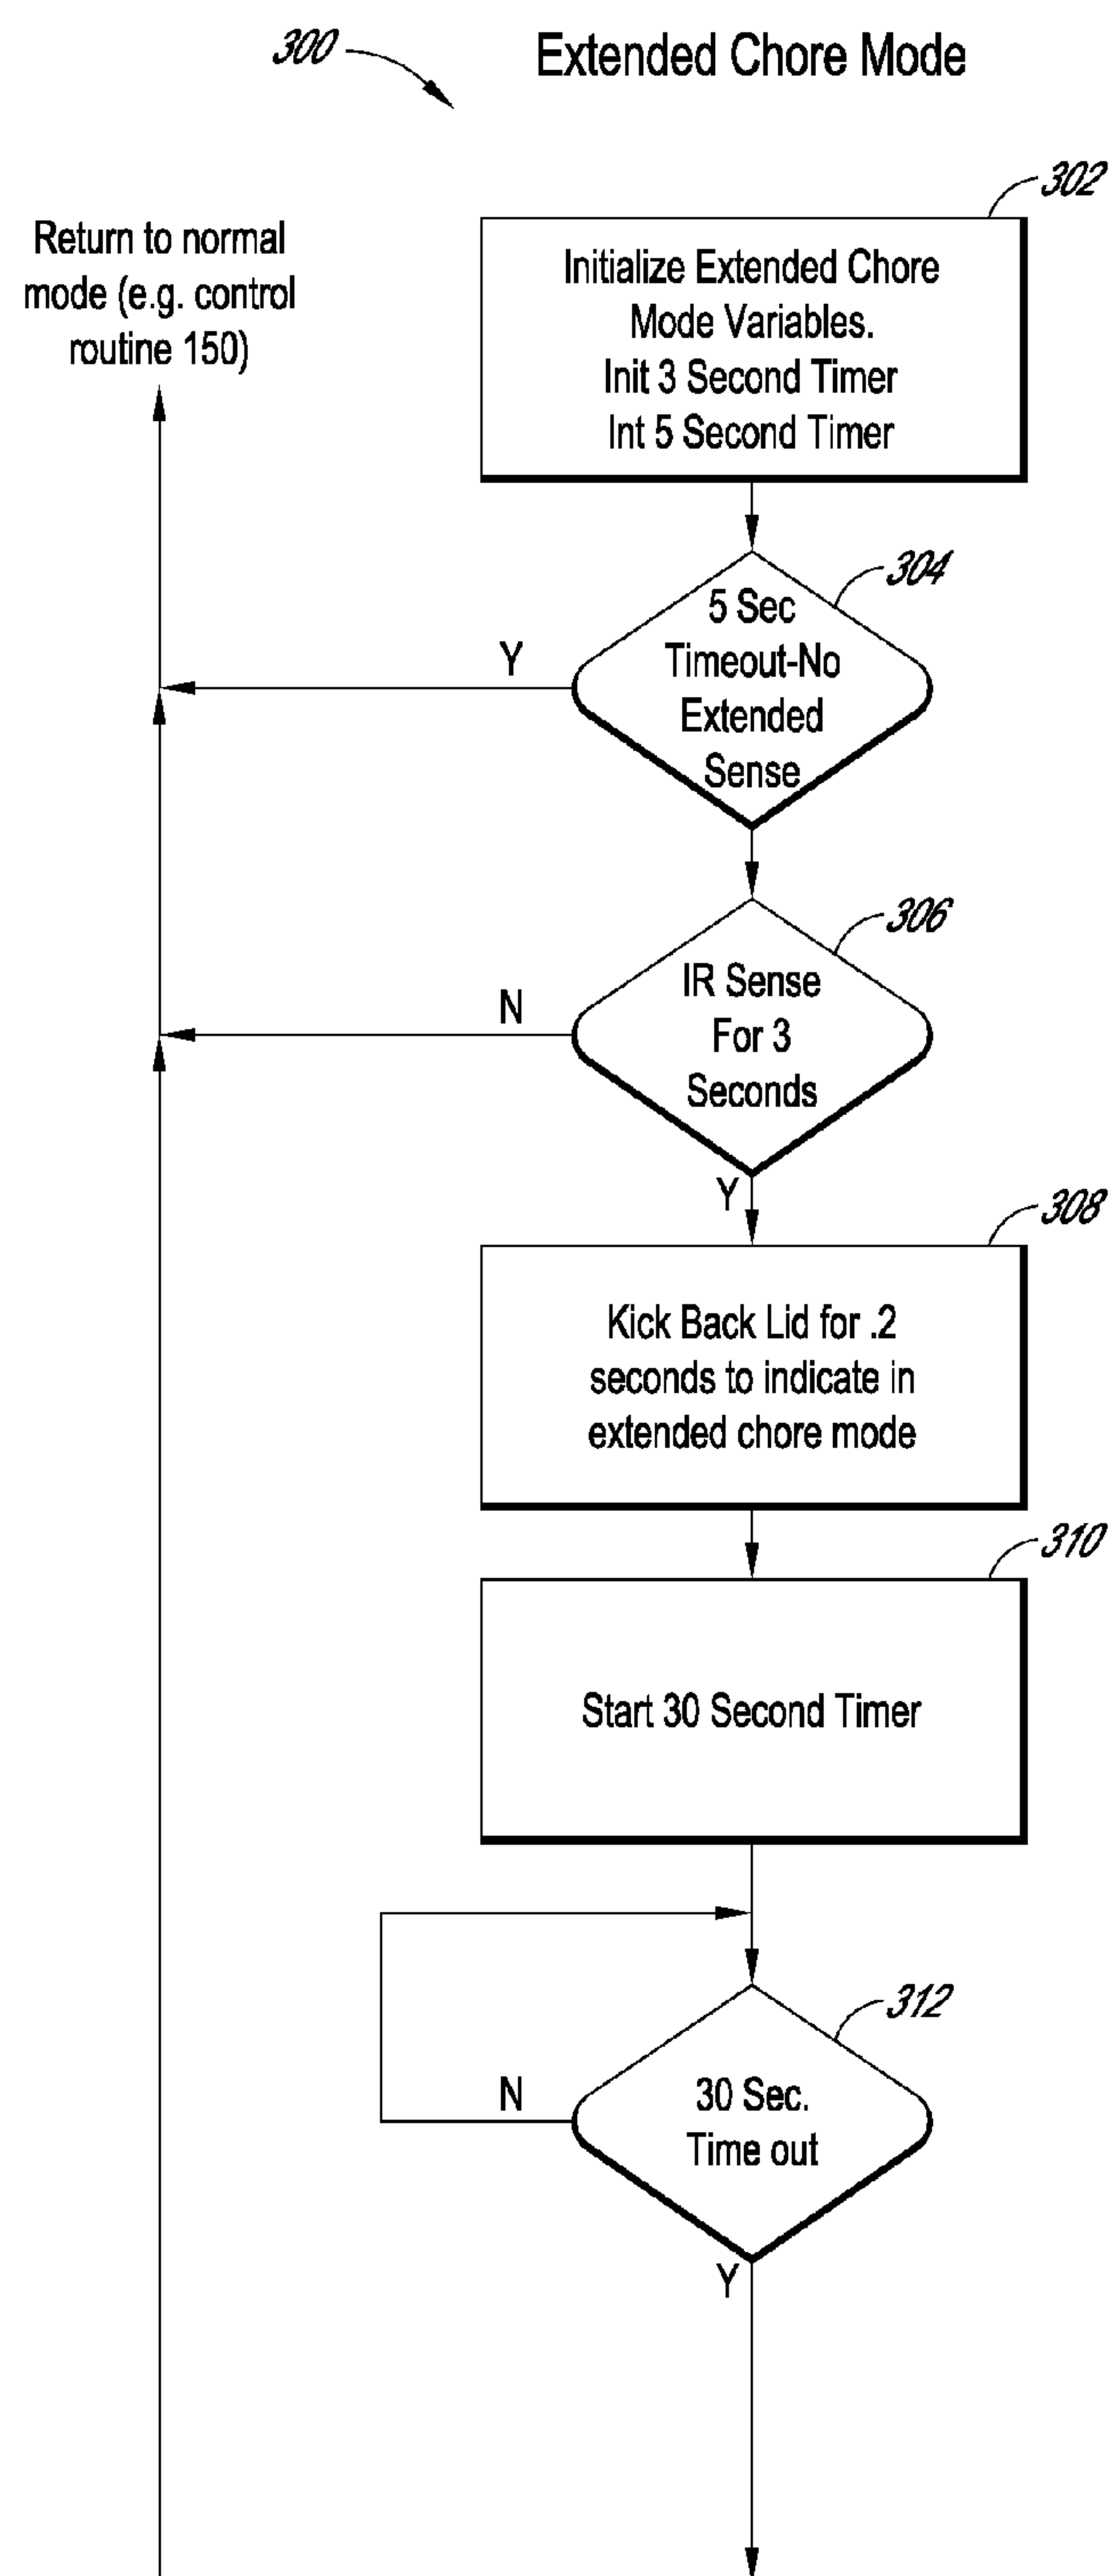 300
Extended Chore Mode
302
Return to normal
mode (e.g. control
routine 150)
Initialize Extended Chore
Mode Variables.
Init 3 Second Timer
Int 5 Second Timer
304
5 Sec
Timeout-No
Extended
Sense
Y
306
IR Sense
For 3
Seconds
N
Y
308
Kick Back Lid for .2
seconds to indicate in
extended chore mode
310
Start 30 Second Timer
312
30 Sec.
Time out
N
Y